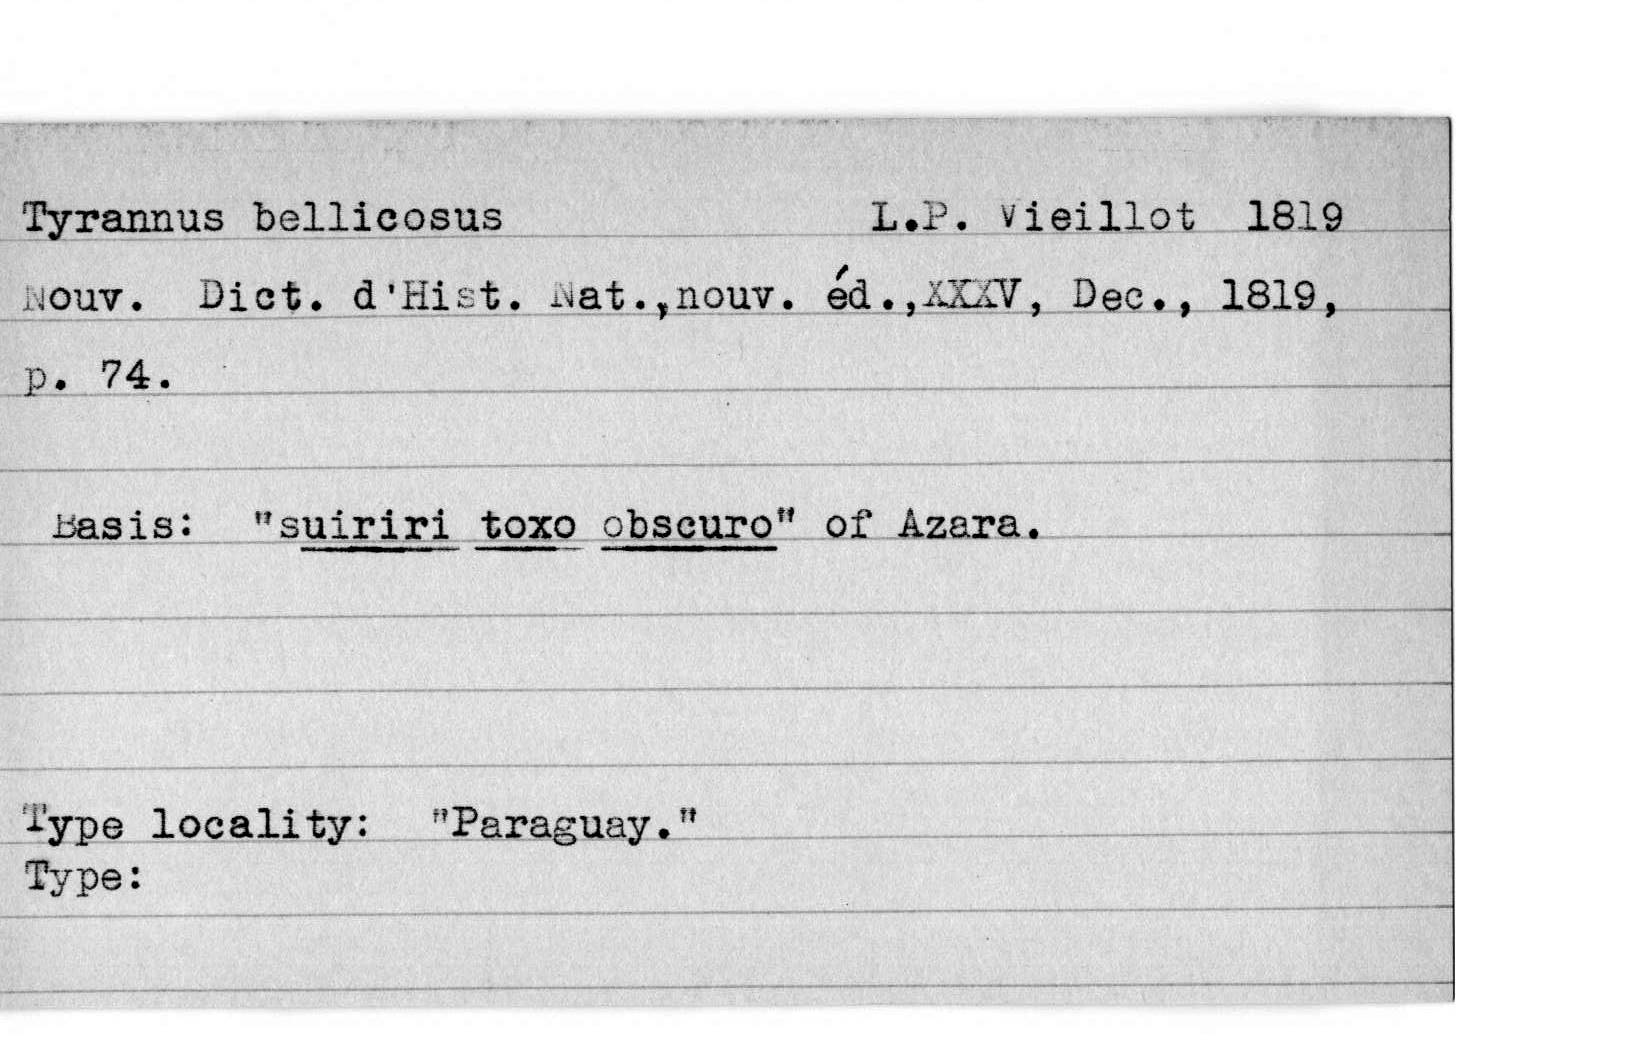 Tyrannus bellicosus L.P. Vieillot 1819
Nouv. Dict. d'Hist. Nat.,nouv. éd.,XXXV, Dec., 1819,
p. 74.
Basis: "suiriri toxo obscuro" of Azara.
Type locality: "Paraguay."
Type: